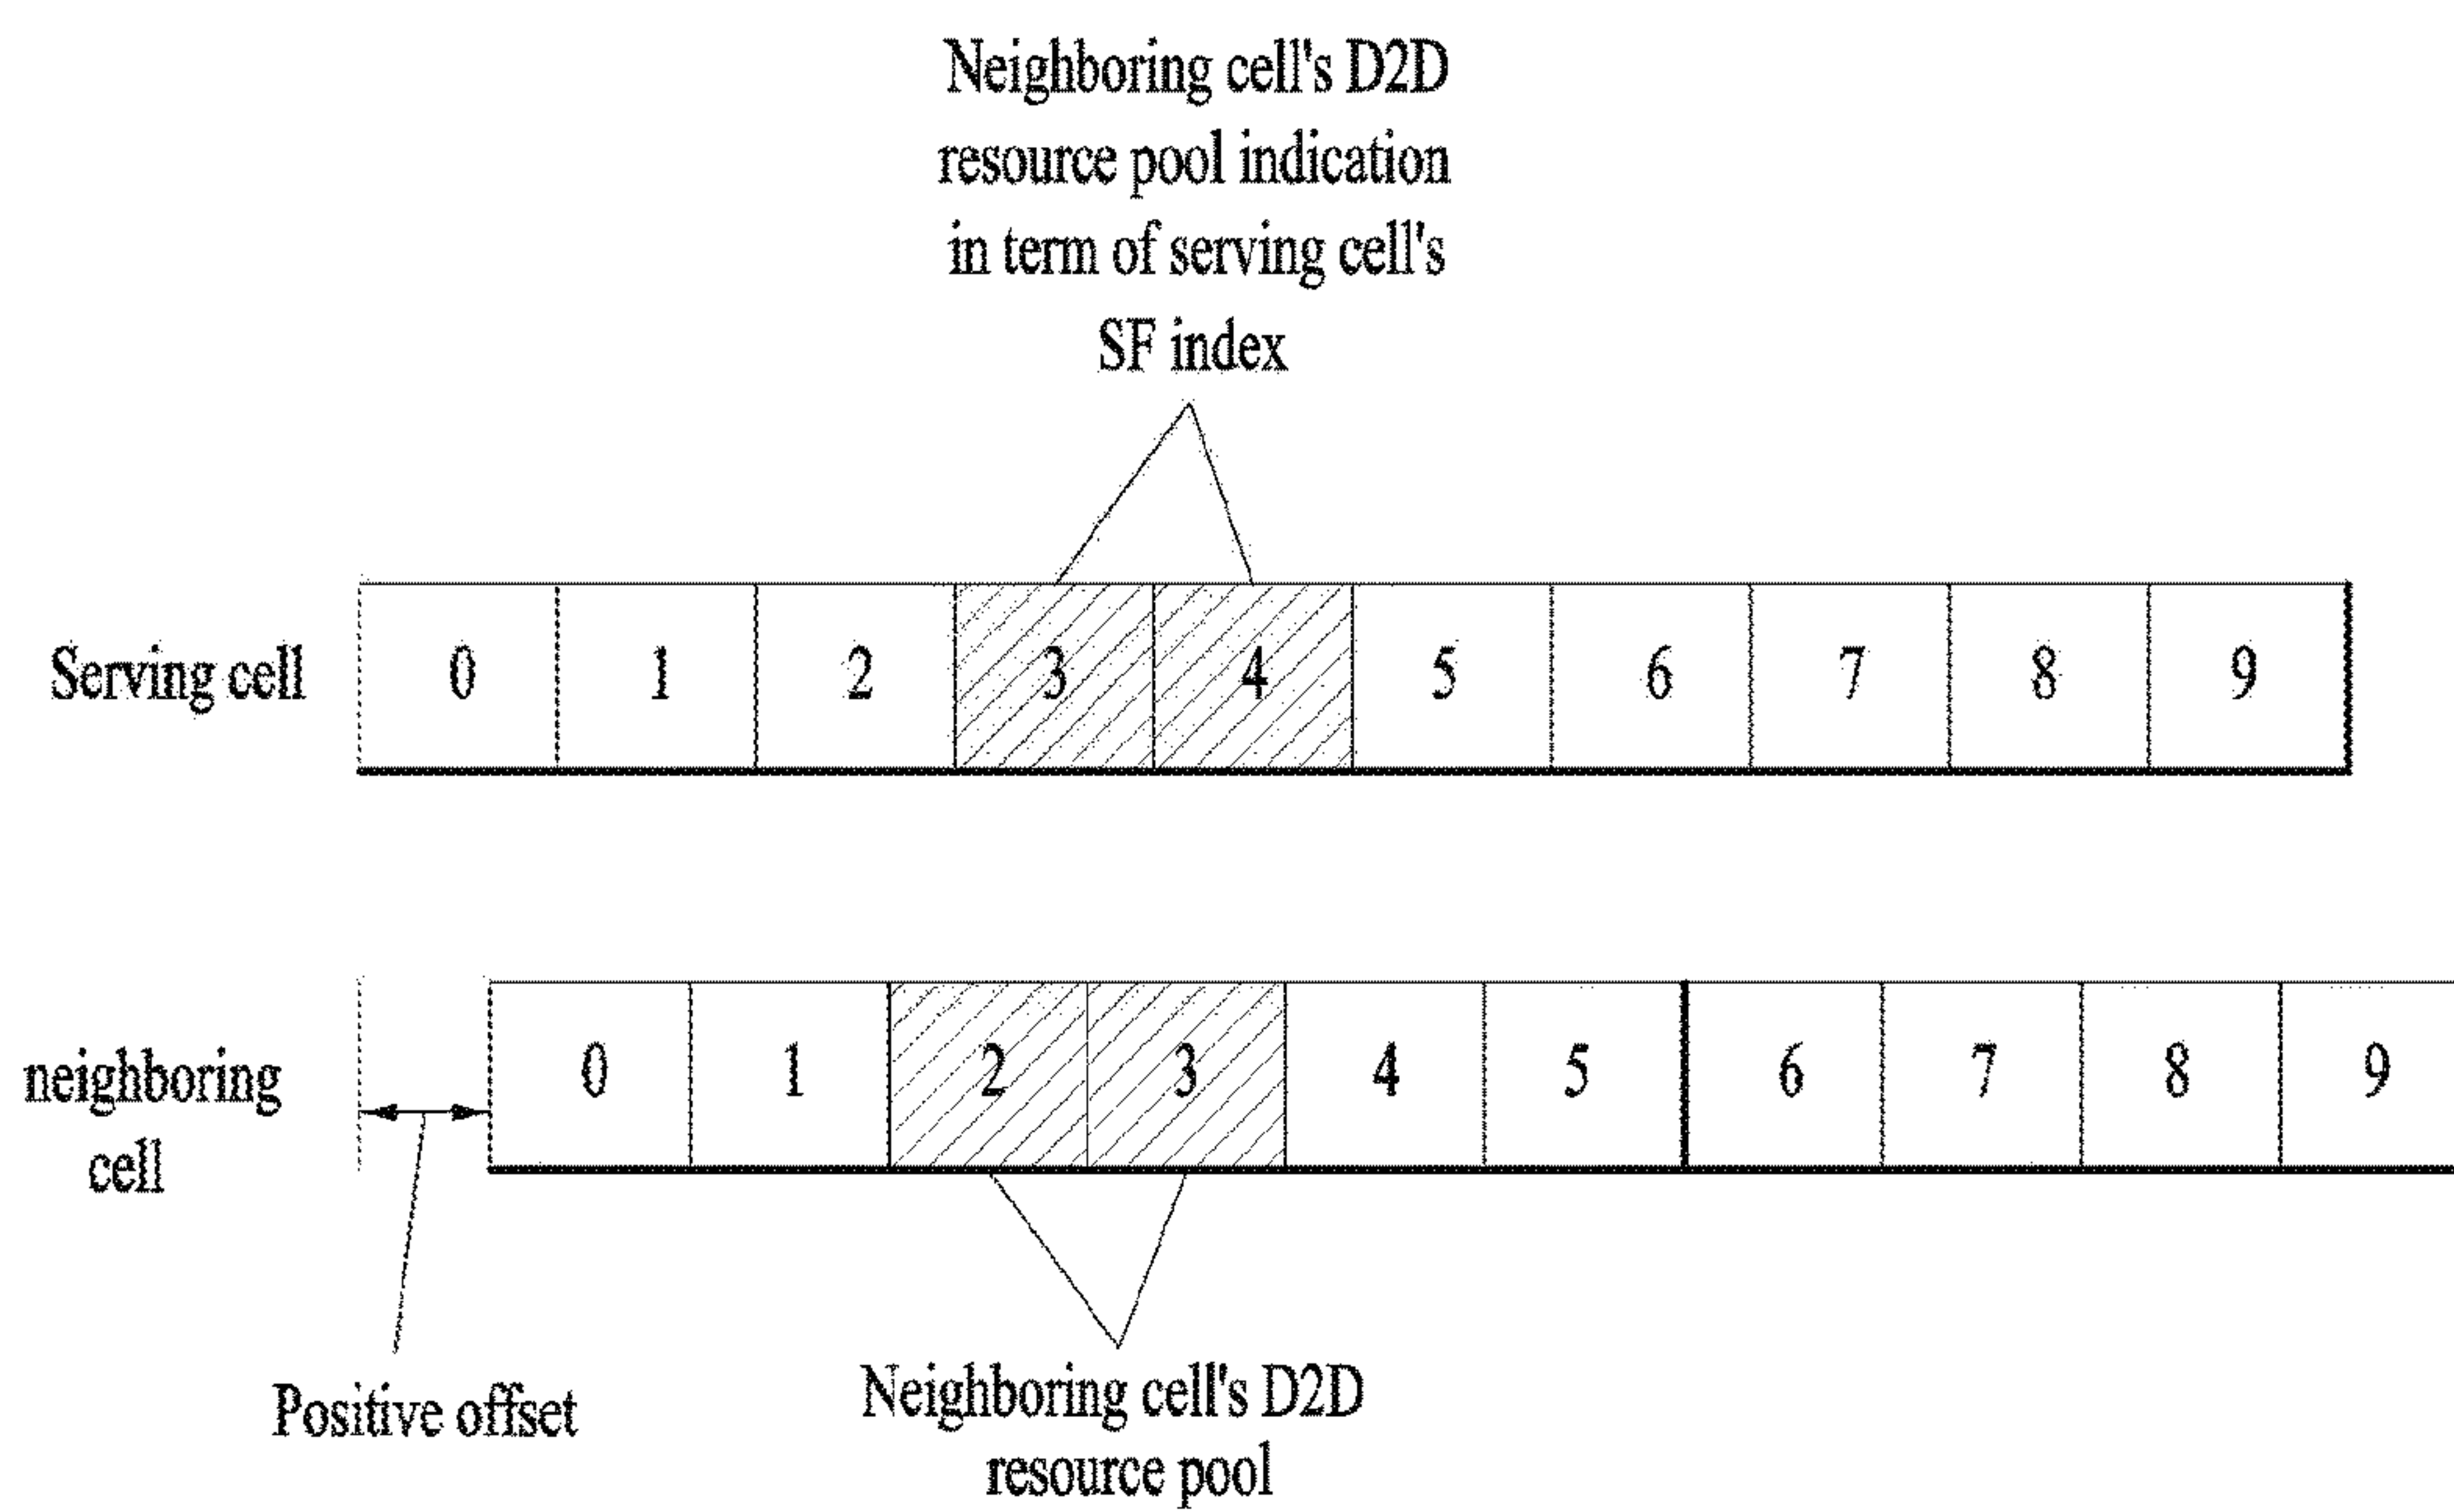 Neighboring cell's D2D
resource pool indication
in term of serving cell's
SF index
Serving cell 0 1 2 3 4 5 6 7 8 9
neighboring
cell
0 1 2 3 4 5 6 7 8 9
Positive offset
Neighboring cell's D2D
resource pool